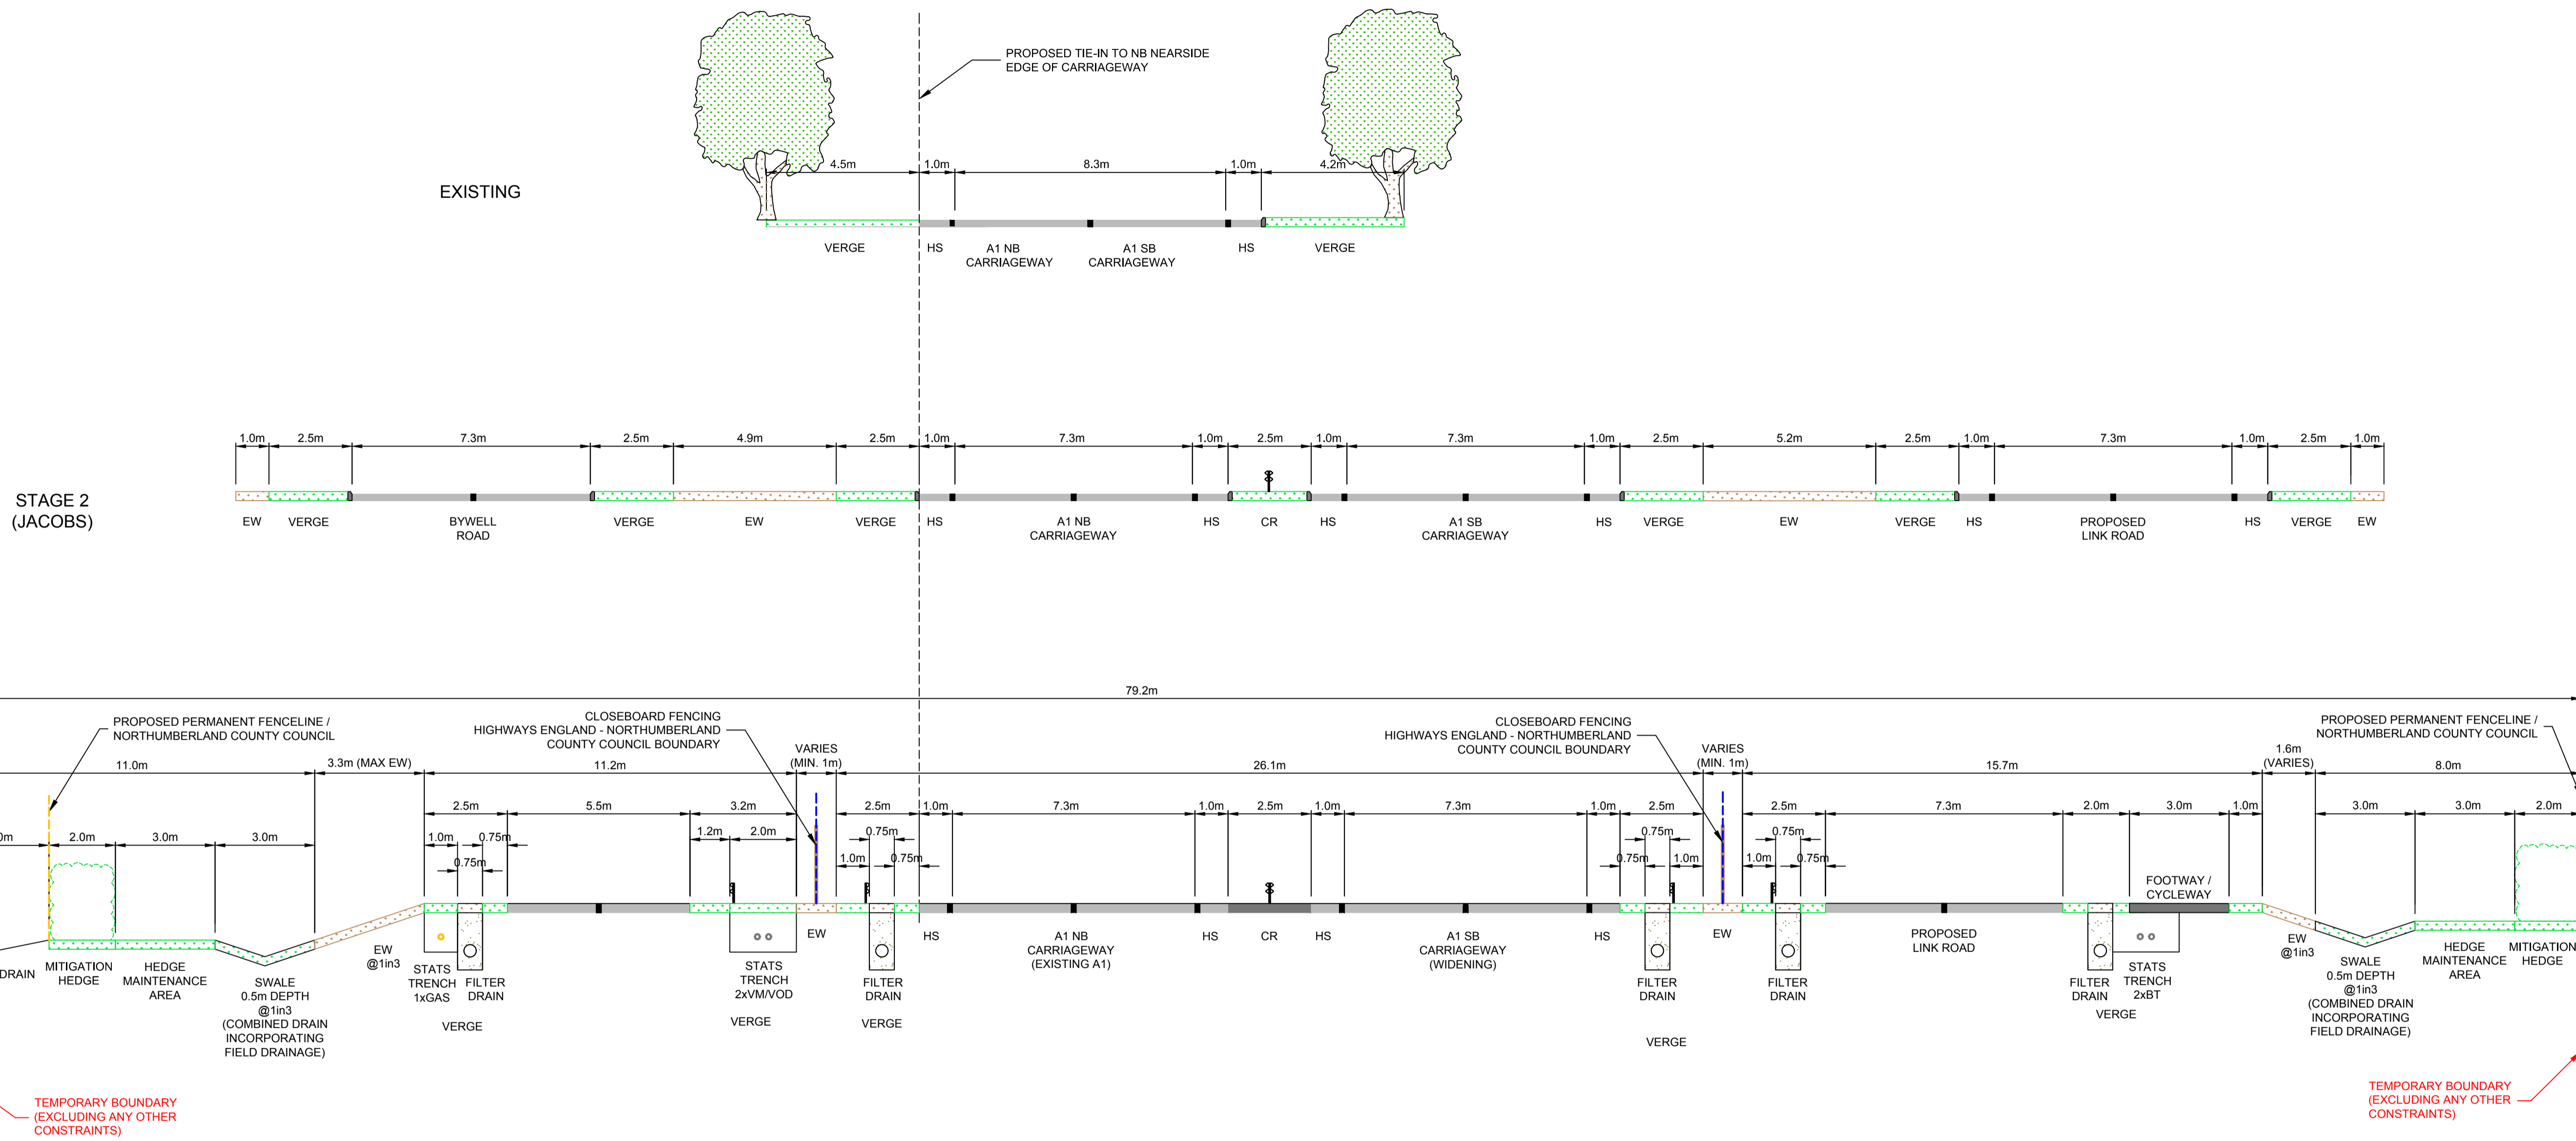 PROPOSED TIE-IN TO NB NEARSIDE
EDGE OF CARRIAGEWAY
EXISTING
4.5m 1.0m 8.3m 1.0m 4.2m
VERGE HS A1 NB CARRIAGEWAY A1 SB CARRIAGEWAY HS VERGE
STAGE 2
(JACOBS)
1.0m 2.5m 7.3m 2.5m 4.9m 2.5m 1.0m 7.3m 1.0m 2.5m 1.0m 7.3m 1.0m 2.5m 5.2m 2.5m 1.0m 7.3m 1.0m 2.5m 1.0m
EW VERGE BYWELL ROAD VERGE EW VERGE HS A1 NB CARRIAGEWAY HS CR HS A1 SB CARRIAGEWAY HS VERGE EW VERGE HS PROPOSED LINK ROAD HS VERGE EW
79.2m
PROPOSED PERMANENT FENCELINE /
NORTHUMBERLAND COUNTY COUNCIL
CLOSEBOARD FENCING
HIGHWAYS ENGLAND - NORTHUMBERLAND
COUNTY COUNCIL BOUNDARY
VARIES
(MIN. 1m)
CLOSEBOARD FENCING
HIGHWAYS ENGLAND - NORTHUMBERLAND
COUNTY COUNCIL BOUNDARY
VARIES
(MIN. 1m)
PROPOSED PERMANENT FENCELINE /
NORTHUMBERLAND COUNTY COUNCIL
1.6m
(VARIES)
11.0m 3.3m (MAX EW) 11.2m 26.1m 15.7m 8.0m
2.5m 5.5m 3.2m 2.5m 1.0m 7.3m 1.0m 2.5m 1.0m 7.3m 1.0m 2.5m 2.5m 7.3m 2.0m 3.0m 1.0m 3.0m 3.0m 2.0m
0m 2.0m 3.0m 3.0m 1.0m 0.75m 1.2m 2.0m 0.75m 0.75m 0.75m
0.75m 1.0m 0.75m 0.75m 1.0m 1.0m 0.75m
FOOTWAY /
CYCLEWAY
DRAIN
MITIGATION
HEDGE
HEDGE
MAINTENANCE
AREA
SWALE
0.5m DEPTH
@1in3
(COMBINED DRAIN
INCORPORATING
FIELD DRAINAGE)
EW
@1in3
STATS
TRENCH
1xGAS
FILTER
DRAIN
VERGE
STATS
TRENCH
2xVM/VOD
VERGE
EW
FILTER
DRAIN
VERGE
HS
A1 NB
CARRIAGEWAY
(EXISTING A1)
HS
CR
HS
A1 SB
CARRIAGEWAY
(WIDENING)
HS
FILTER
DRAIN
VERGE
EW
FILTER
DRAIN
PROPOSED
LINK ROAD
FILTER
DRAIN
STATS
TRENCH
2xBT
VERGE
EW
@1in3
SWALE
0.5m DEPTH
@1in3
(COMBINED DRAIN
INCORPORATING
FIELD DRAINAGE)
HEDGE
MAINTENANCE
AREA
MITIGATION
HEDGE
TEMPORARY BOUNDARY
(EXCLUDING ANY OTHER
CONSTRAINTS)
TEMPORARY BOUNDARY
(EXCLUDING ANY OTHER
CONSTRAINTS)